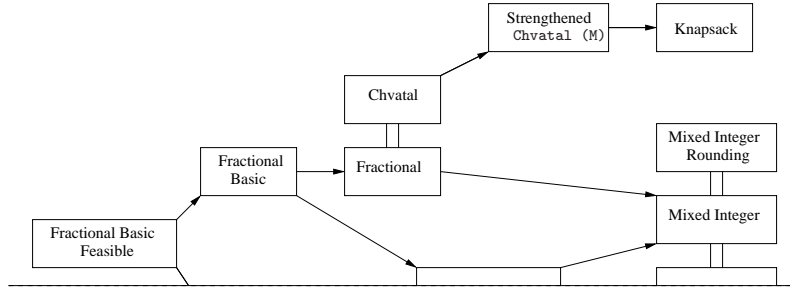 Strengthened
Chvatal (M)
Knapsack
Chvatal
Mixed Integer
Rounding
Fractional
Basic
Fractional
Mixed Integer
Fractional Basic
Feasible